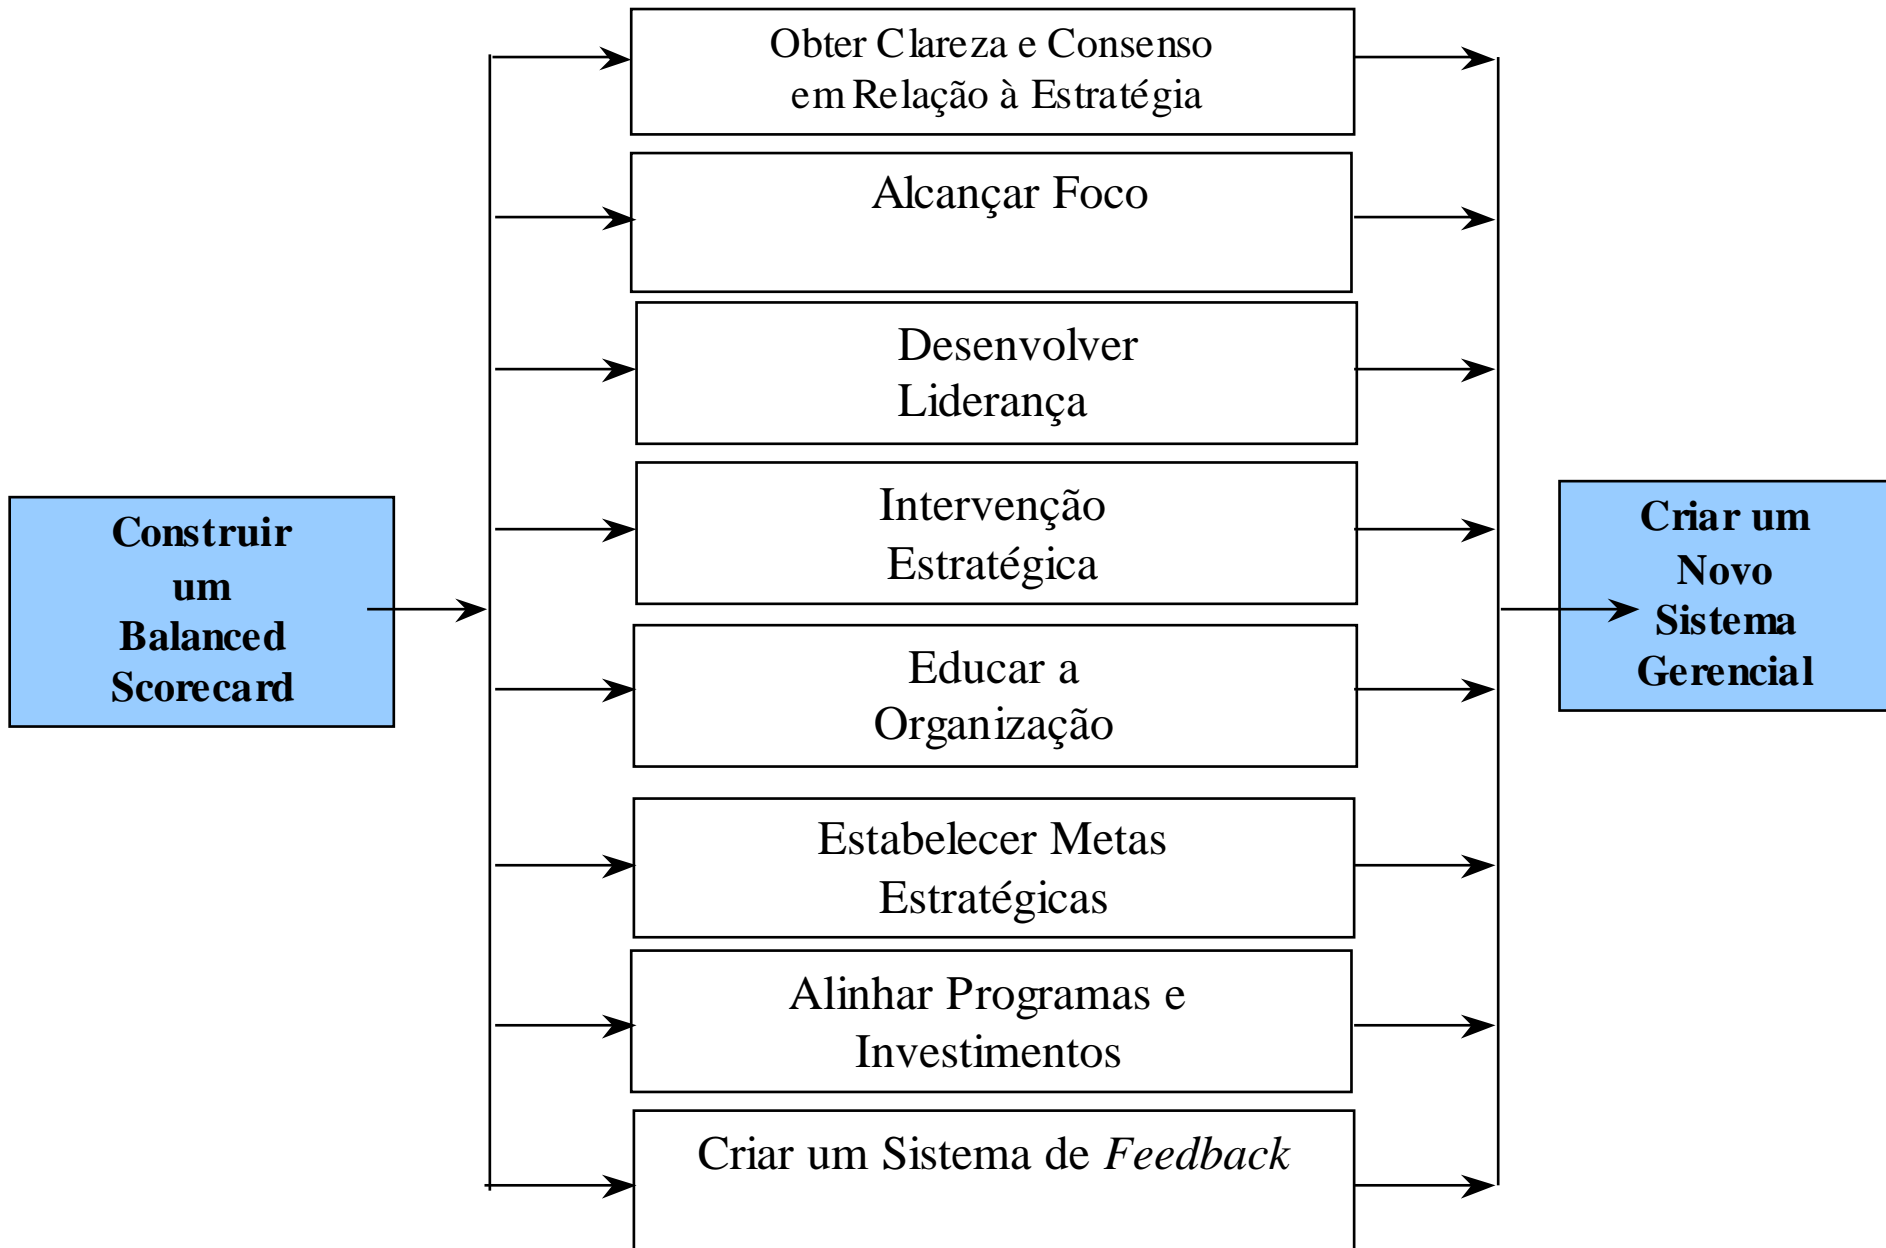 Obter Clareza e Consenso
em Relação à Estratégia
Alcançar Foco
Desenvolver
Liderança
Intervenção
Estratégica
Construir
um
Balanced
Scorecard
Criar um
Novo
Sistema
Gerencial
Educar a
Organização
Estabelecer Metas
Estratégicas
Alinhar Programas e
Investimentos
Criar um Sistema de Feedback